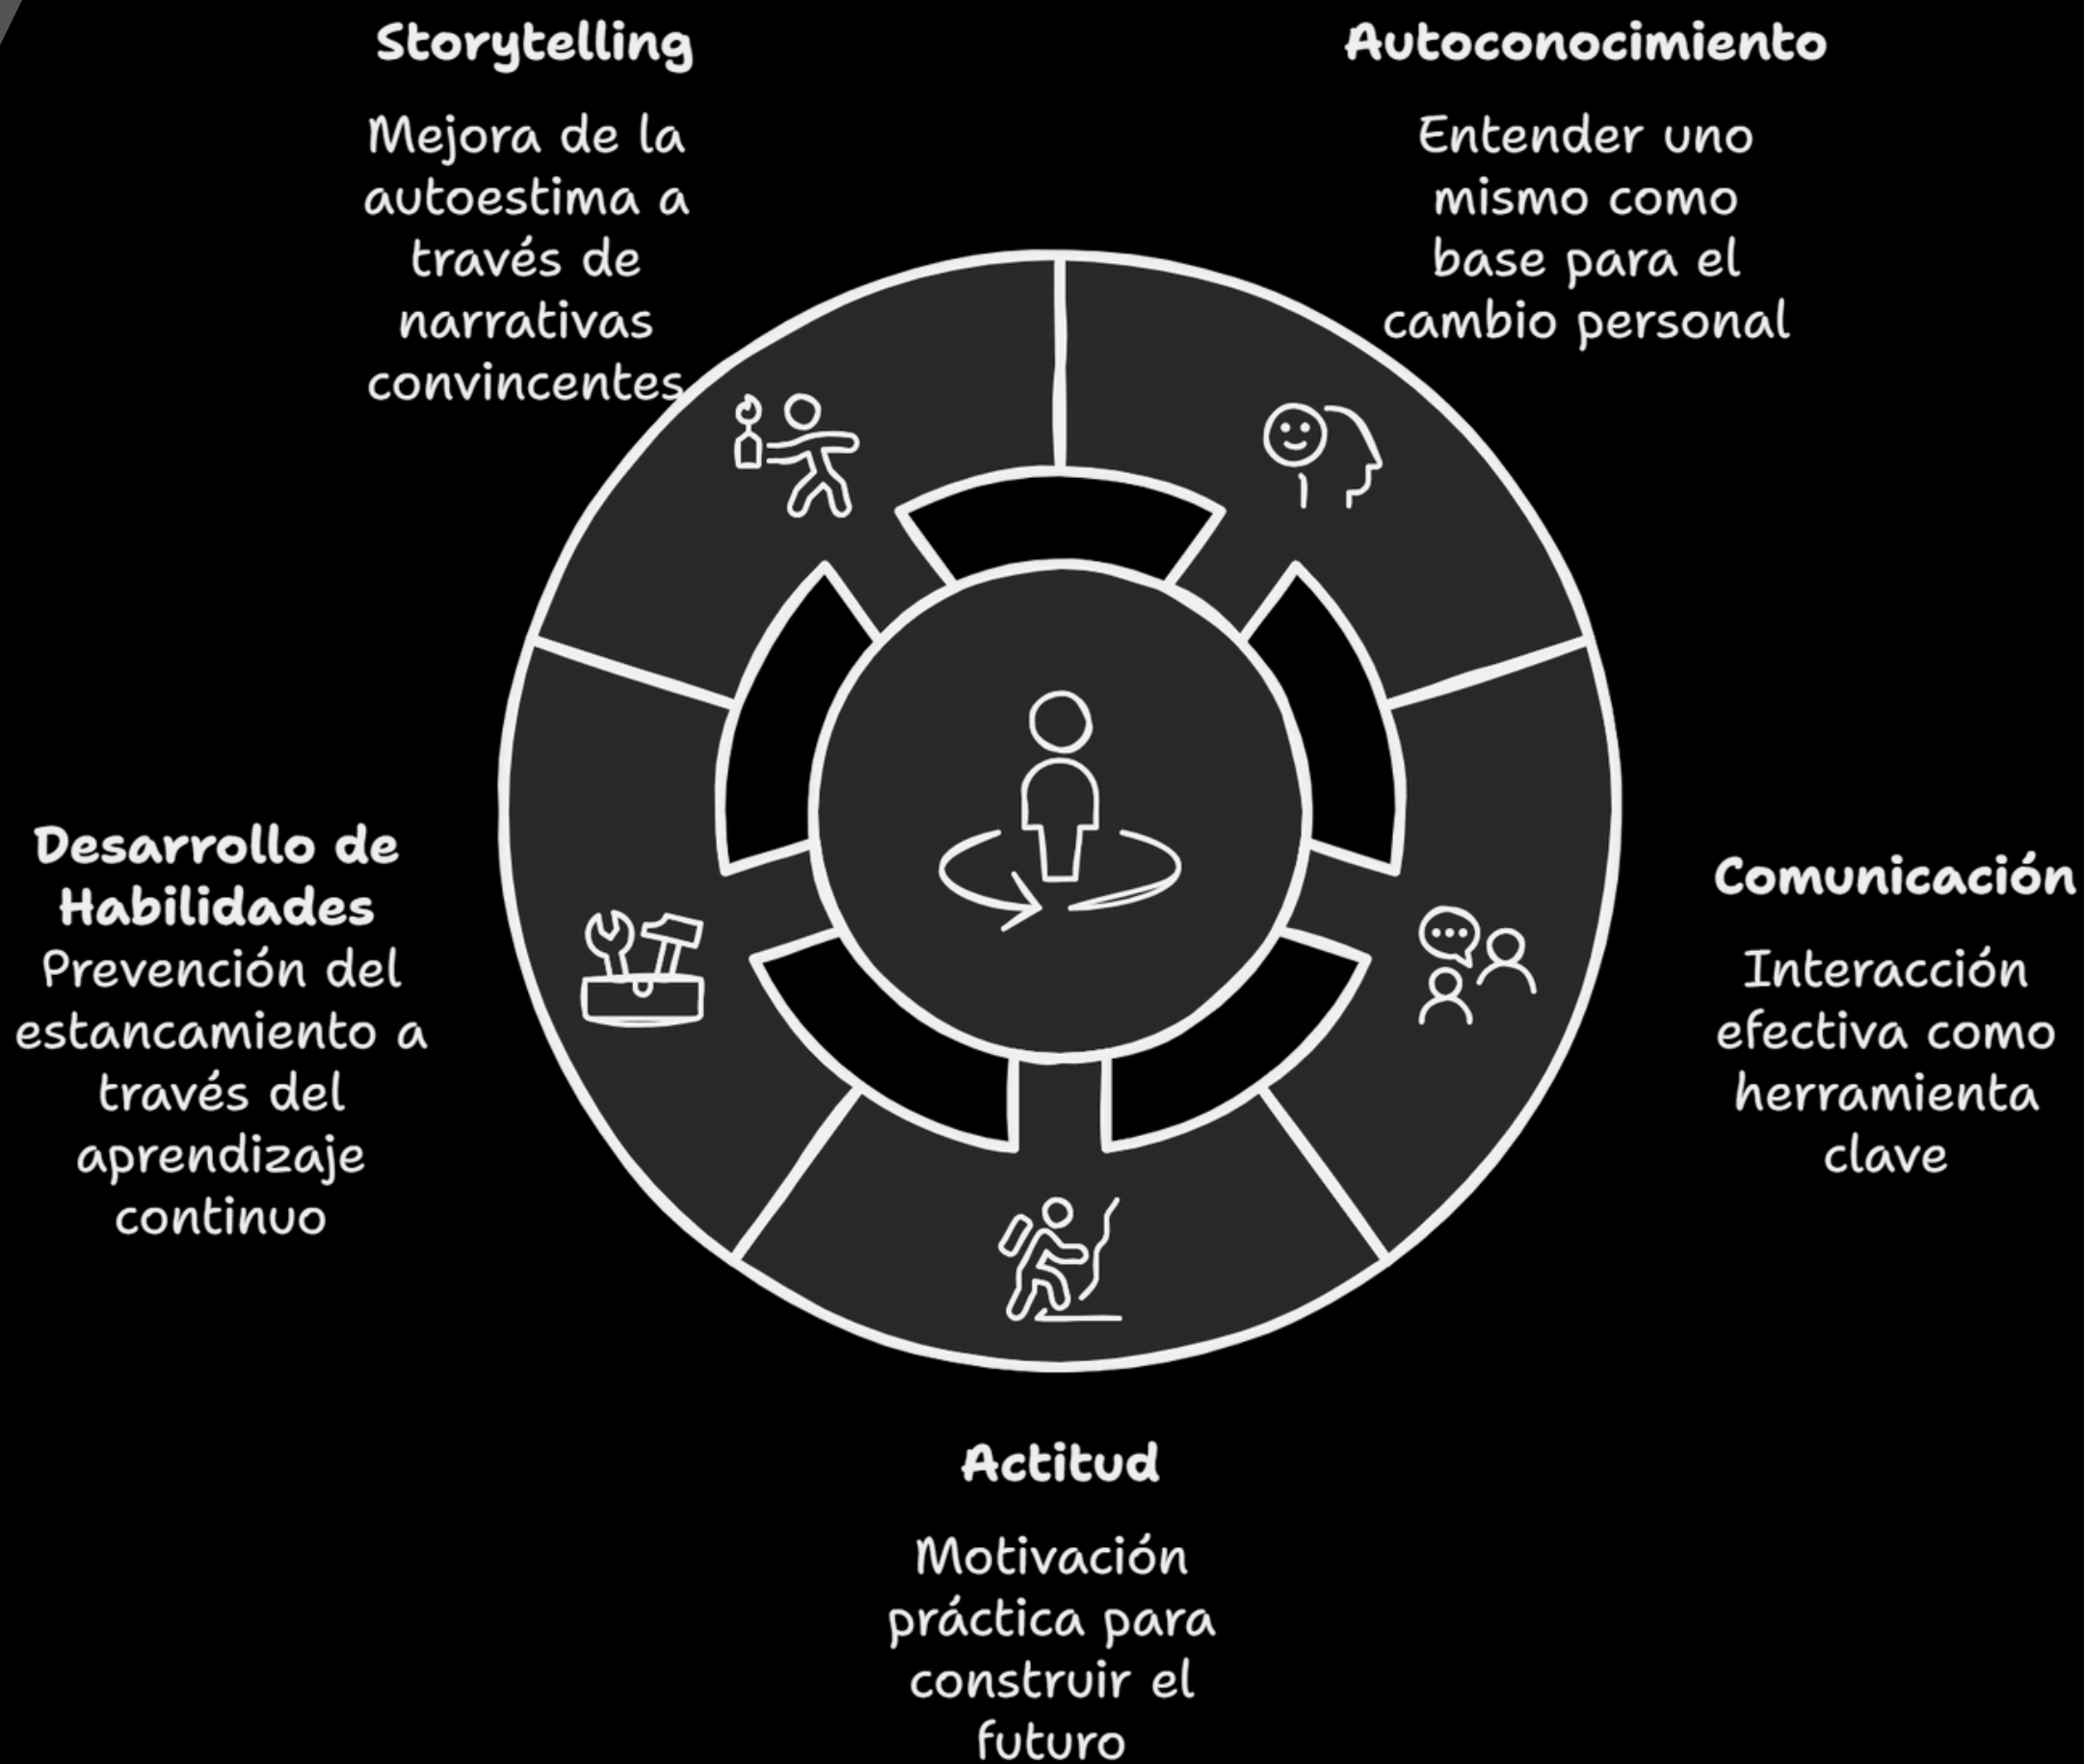 Storytelling
Mejora de la
autoestima a
través de
narrativas
convincentes
Autoconocimiento
Entender uno
mismo como
base para el
cambio personal
Desarrollo de
Habilidades
Prevención del
estancamiento a
través del
aprendizaje
continuo
Comunicación
Interacción
efectiva como
herramienta
clave
Actitud
Motivación
práctica para
construir el
futuro